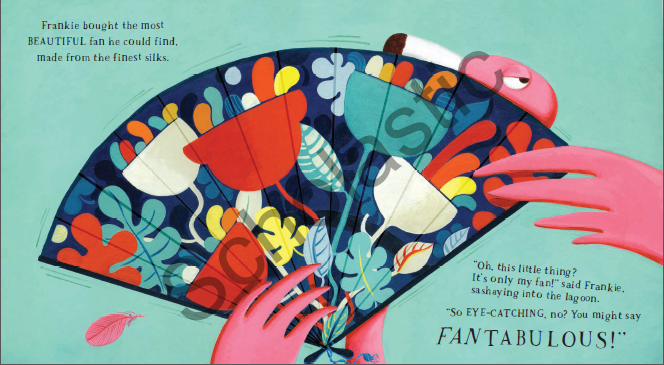 Frankie bought the most
BEAUTIFUL fan he could find,
made from the finest silks.
SCHOLASTIC
"Oh, this little thing?
It's only my fan!" said Frankie,
sashaying into the lagoon.
"So EYE-CATCHING, no? You might say
FANTABULOUS!"